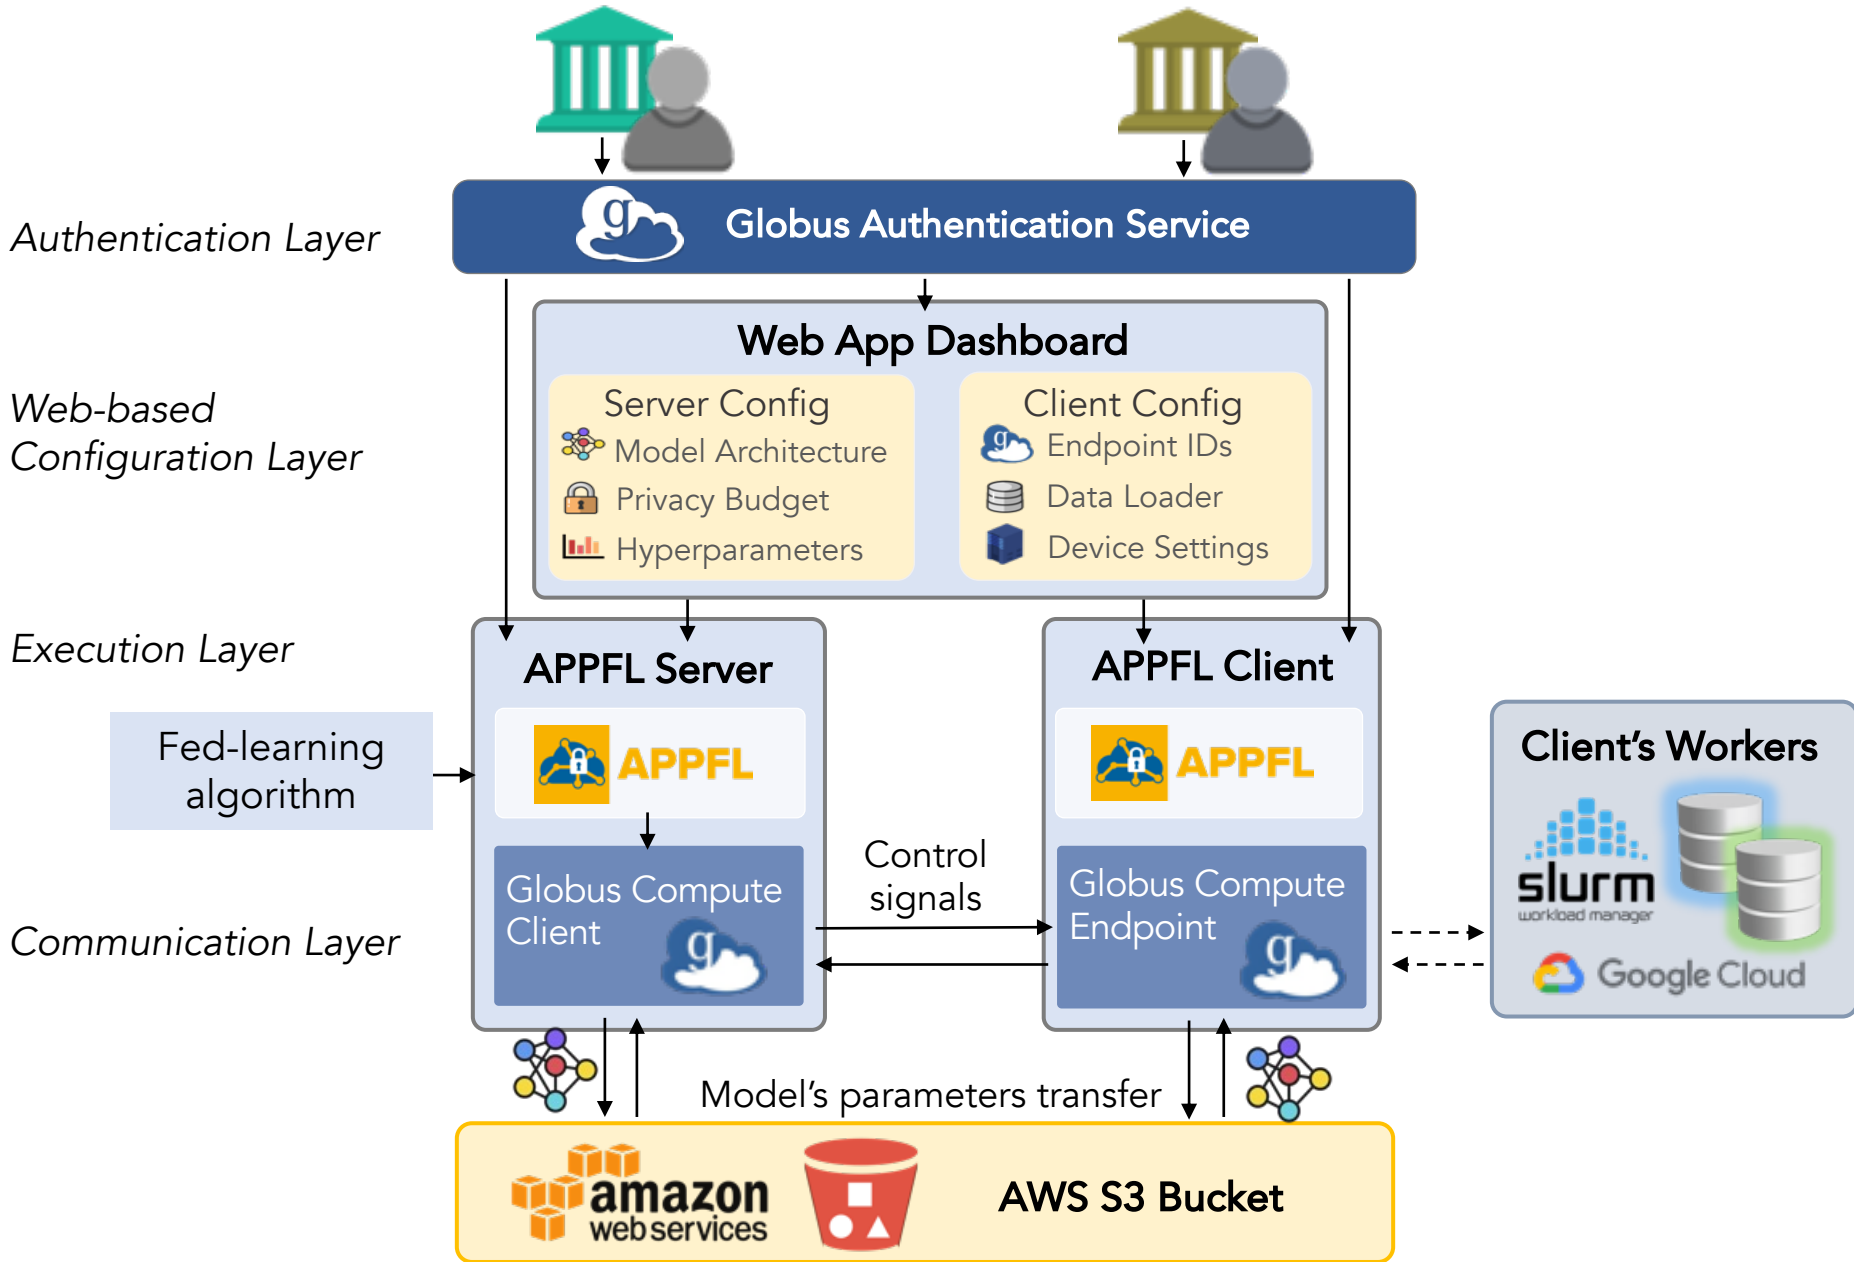 Authentication Layer
g
Globus Authentication Service
Web-based
Configuration Layer
Web App Dashboard
Server Config
Model Architecture
Privacy Budget
Hyperparameters
Client Config
g
Endpoint IDs
Data Loader
Device Settings
Execution Layer
APPFL Server
APPFL
APPFL Client
APPFL
Fed-learning
algorithm
Client's Workers
slurm
workload manager
Google Cloud
Communication Layer
Globus Compute
Client
g
Control
signals
Globus Compute
Endpoint
g
Model's parameters transfer
amazon
web services
AWS S3 Bucket